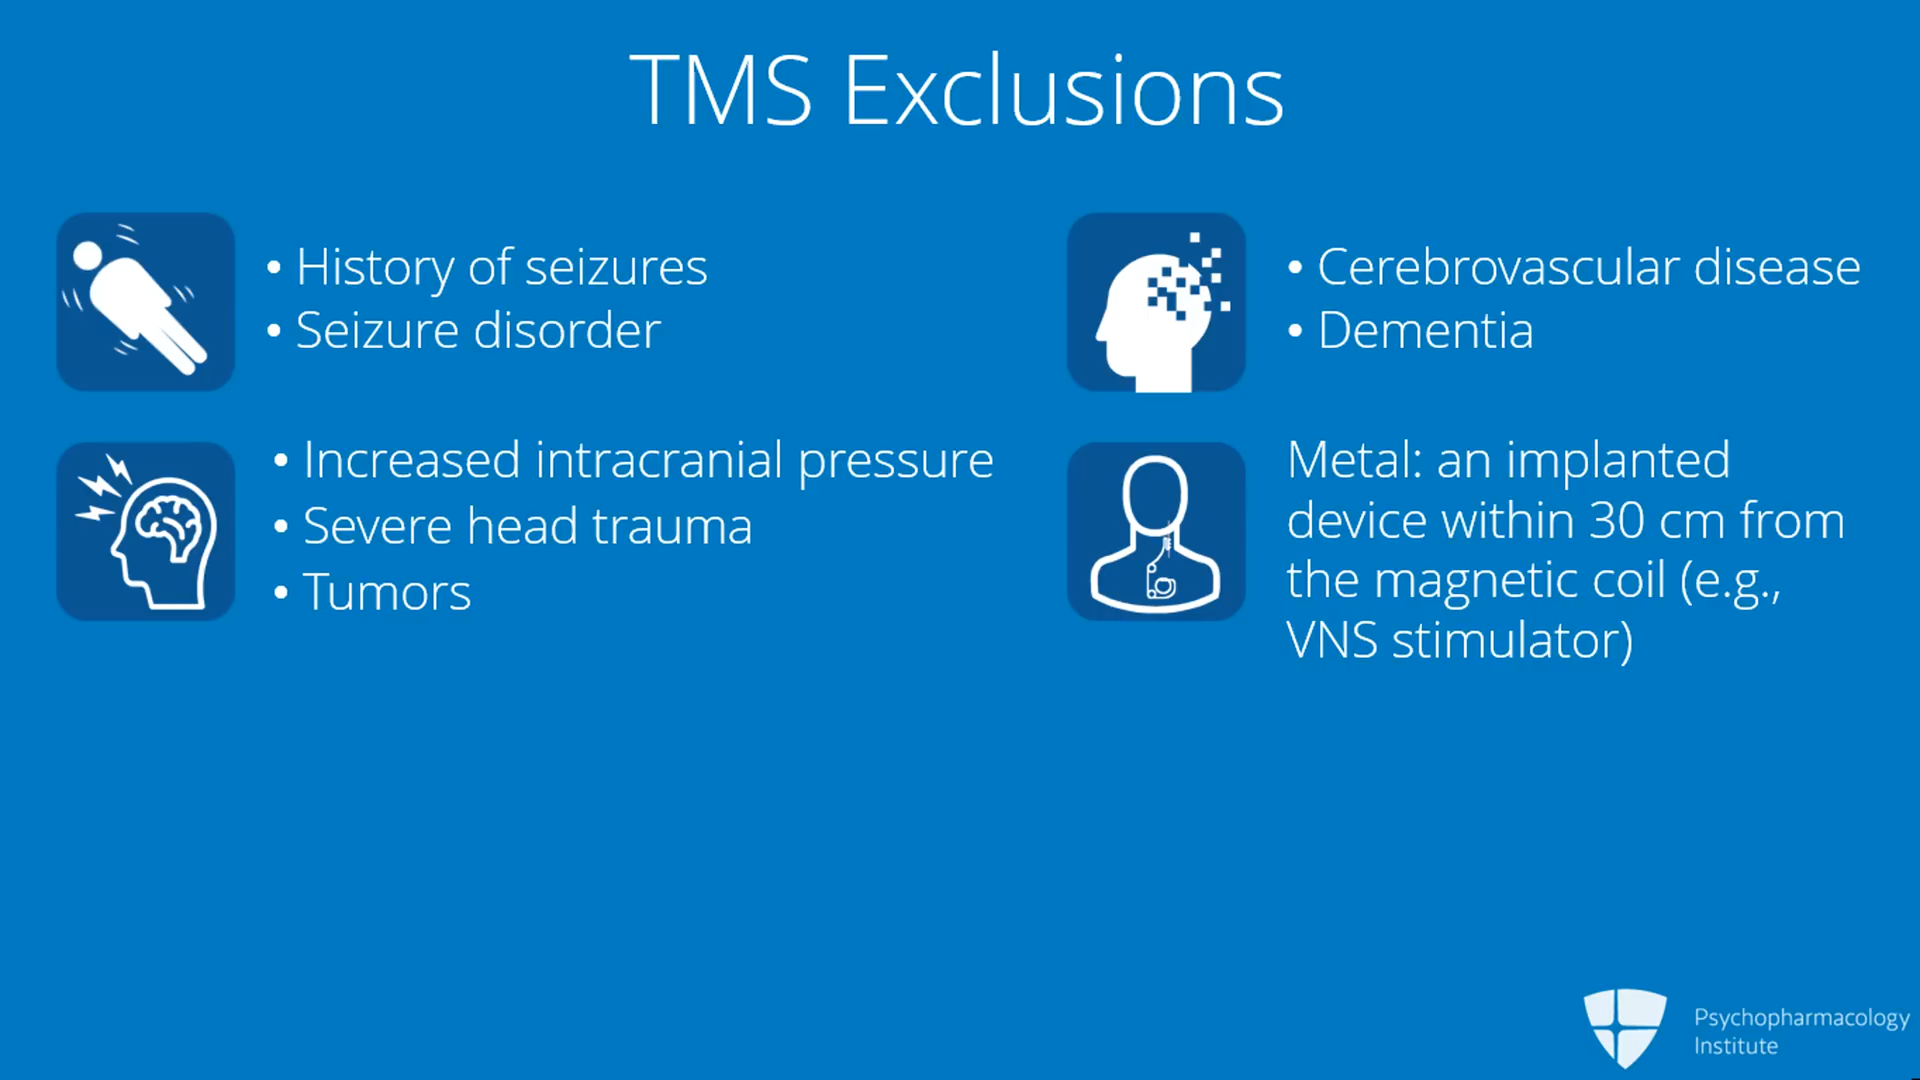 TMS Exclusions
• History of seizures
• Seizure disorder
• Increased intracranial pressure
• Severe head trauma
• Tumors
• Cerebrovascular disease
• Dementia
Metal: an implanted
device within 30 cm from
the magnetic coil (e.g.,
VNS stimulator)
Psychopharmacology
Institute